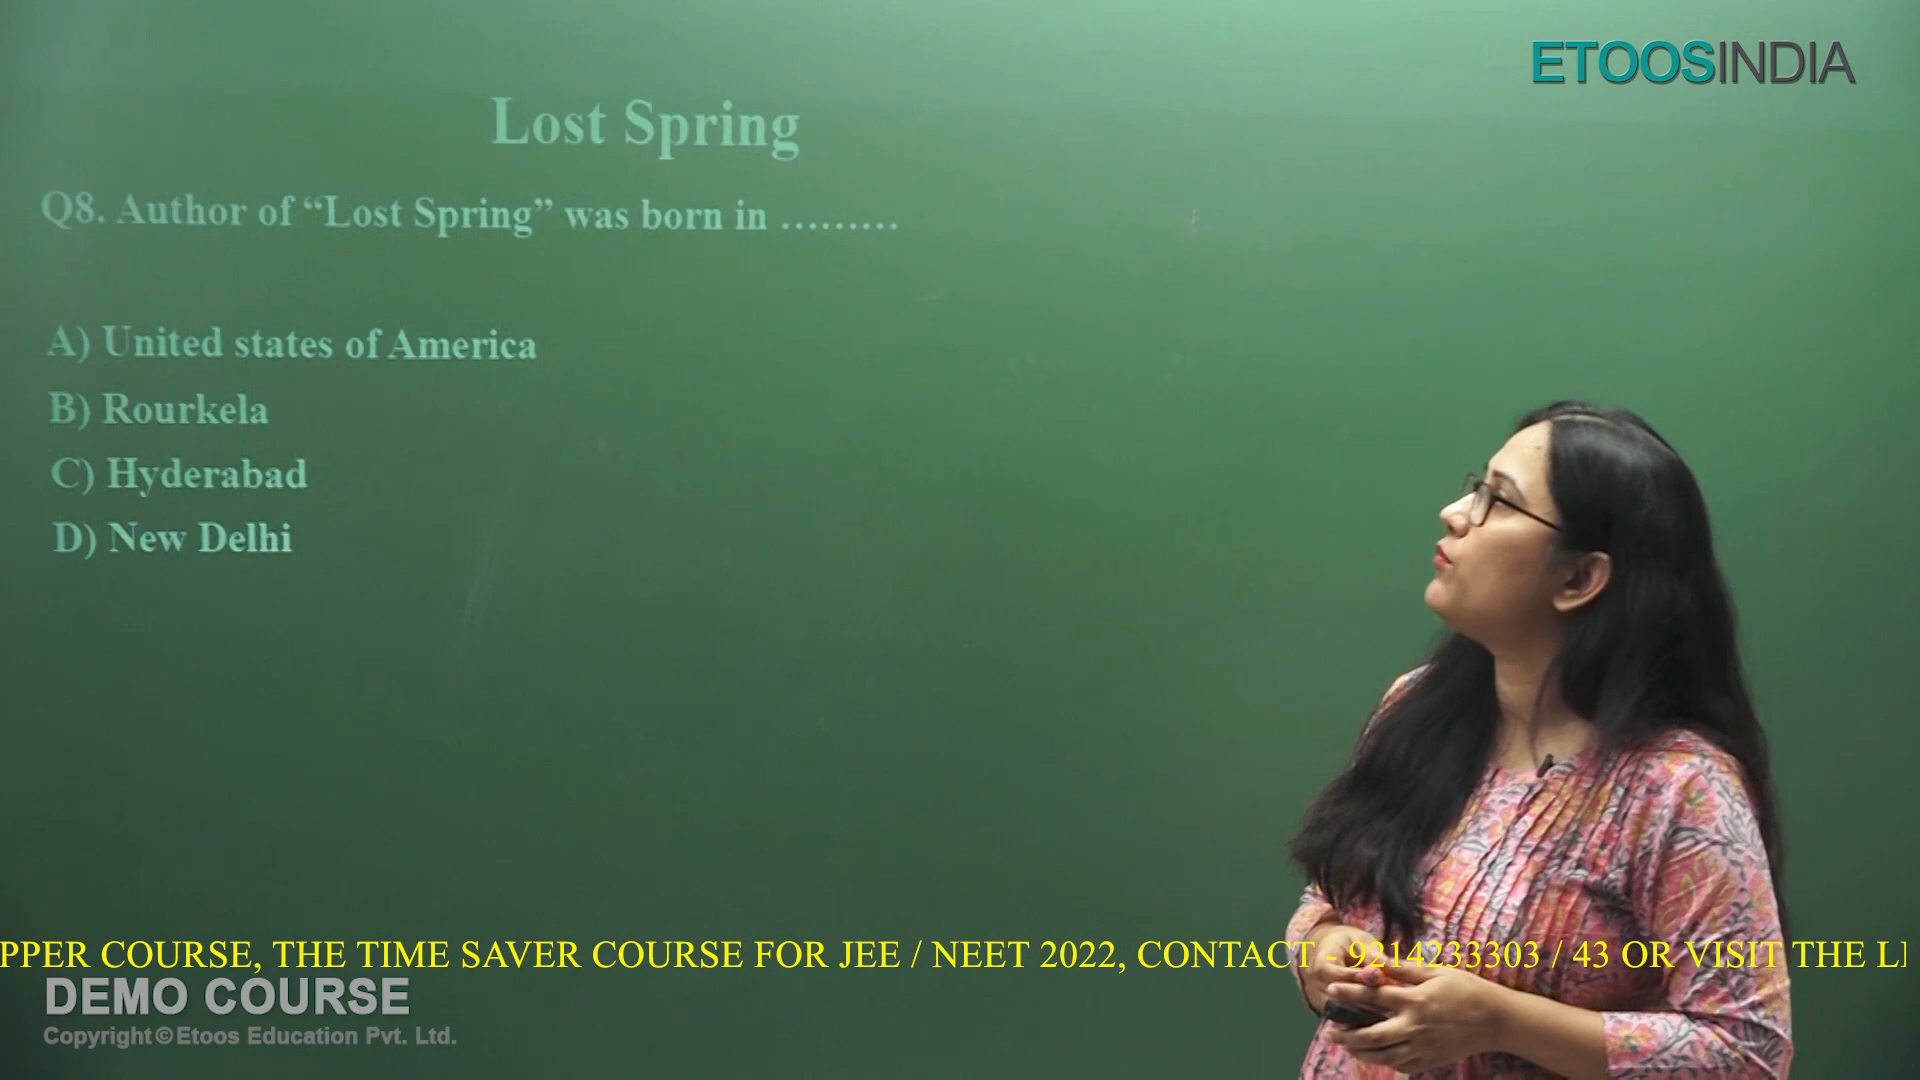 ETOOSINDIA
Lost Spring
Q8. Author of “Lost Spring” was born in .........
A) United states of America
B) Rourkela
C) Hyderabad
D) New Delhi
PPER COURSE, THE TIME SAVER COURSE FOR JEE / NEET 2022, CONTACT - 9214233303 / 43 OR VISIT THE LI
DEMO COURSE
Copyright © Etoos Education Pvt. Ltd.